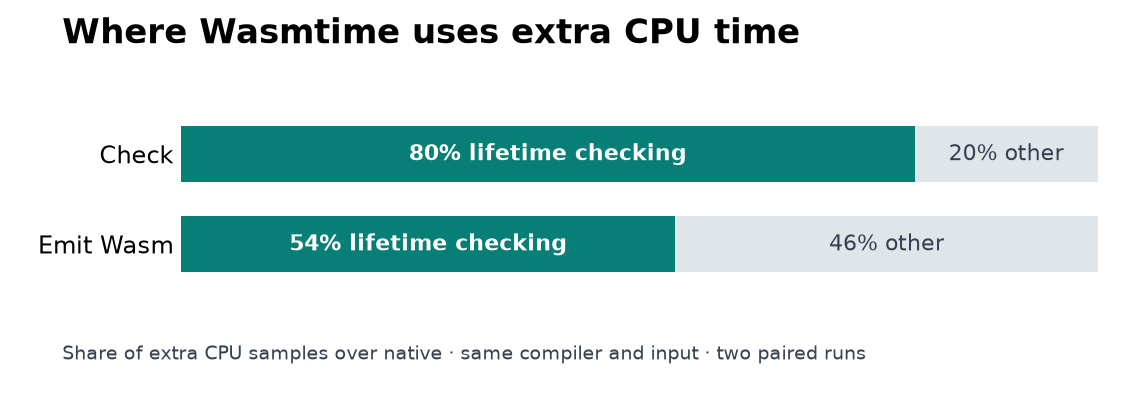 Where Wasmtime uses extra CPU time
Check
80% lifetime checking
20% other
Emit Wasm
54% lifetime checking
46% other
Share of extra CPU samples over native · same compiler and input · two paired runs